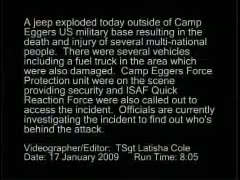 A jeep exploded today outside of Camp
Eggers US military base resulting in the
death and injury of several multi-national
people. There were several vehicles
including a fuel truck in the area which
were also damaged. Camp Eggers Force
Protection unit were on the scene
providing security and ISAF Quick
Reaction Force were also called out to
access the incident. Officials are currently
investigating the incident to find out who's
behind the attack.
Videographer/Editor: TSgt Latisha Cole
Date: 17 January 2009 Run Time: 8:05